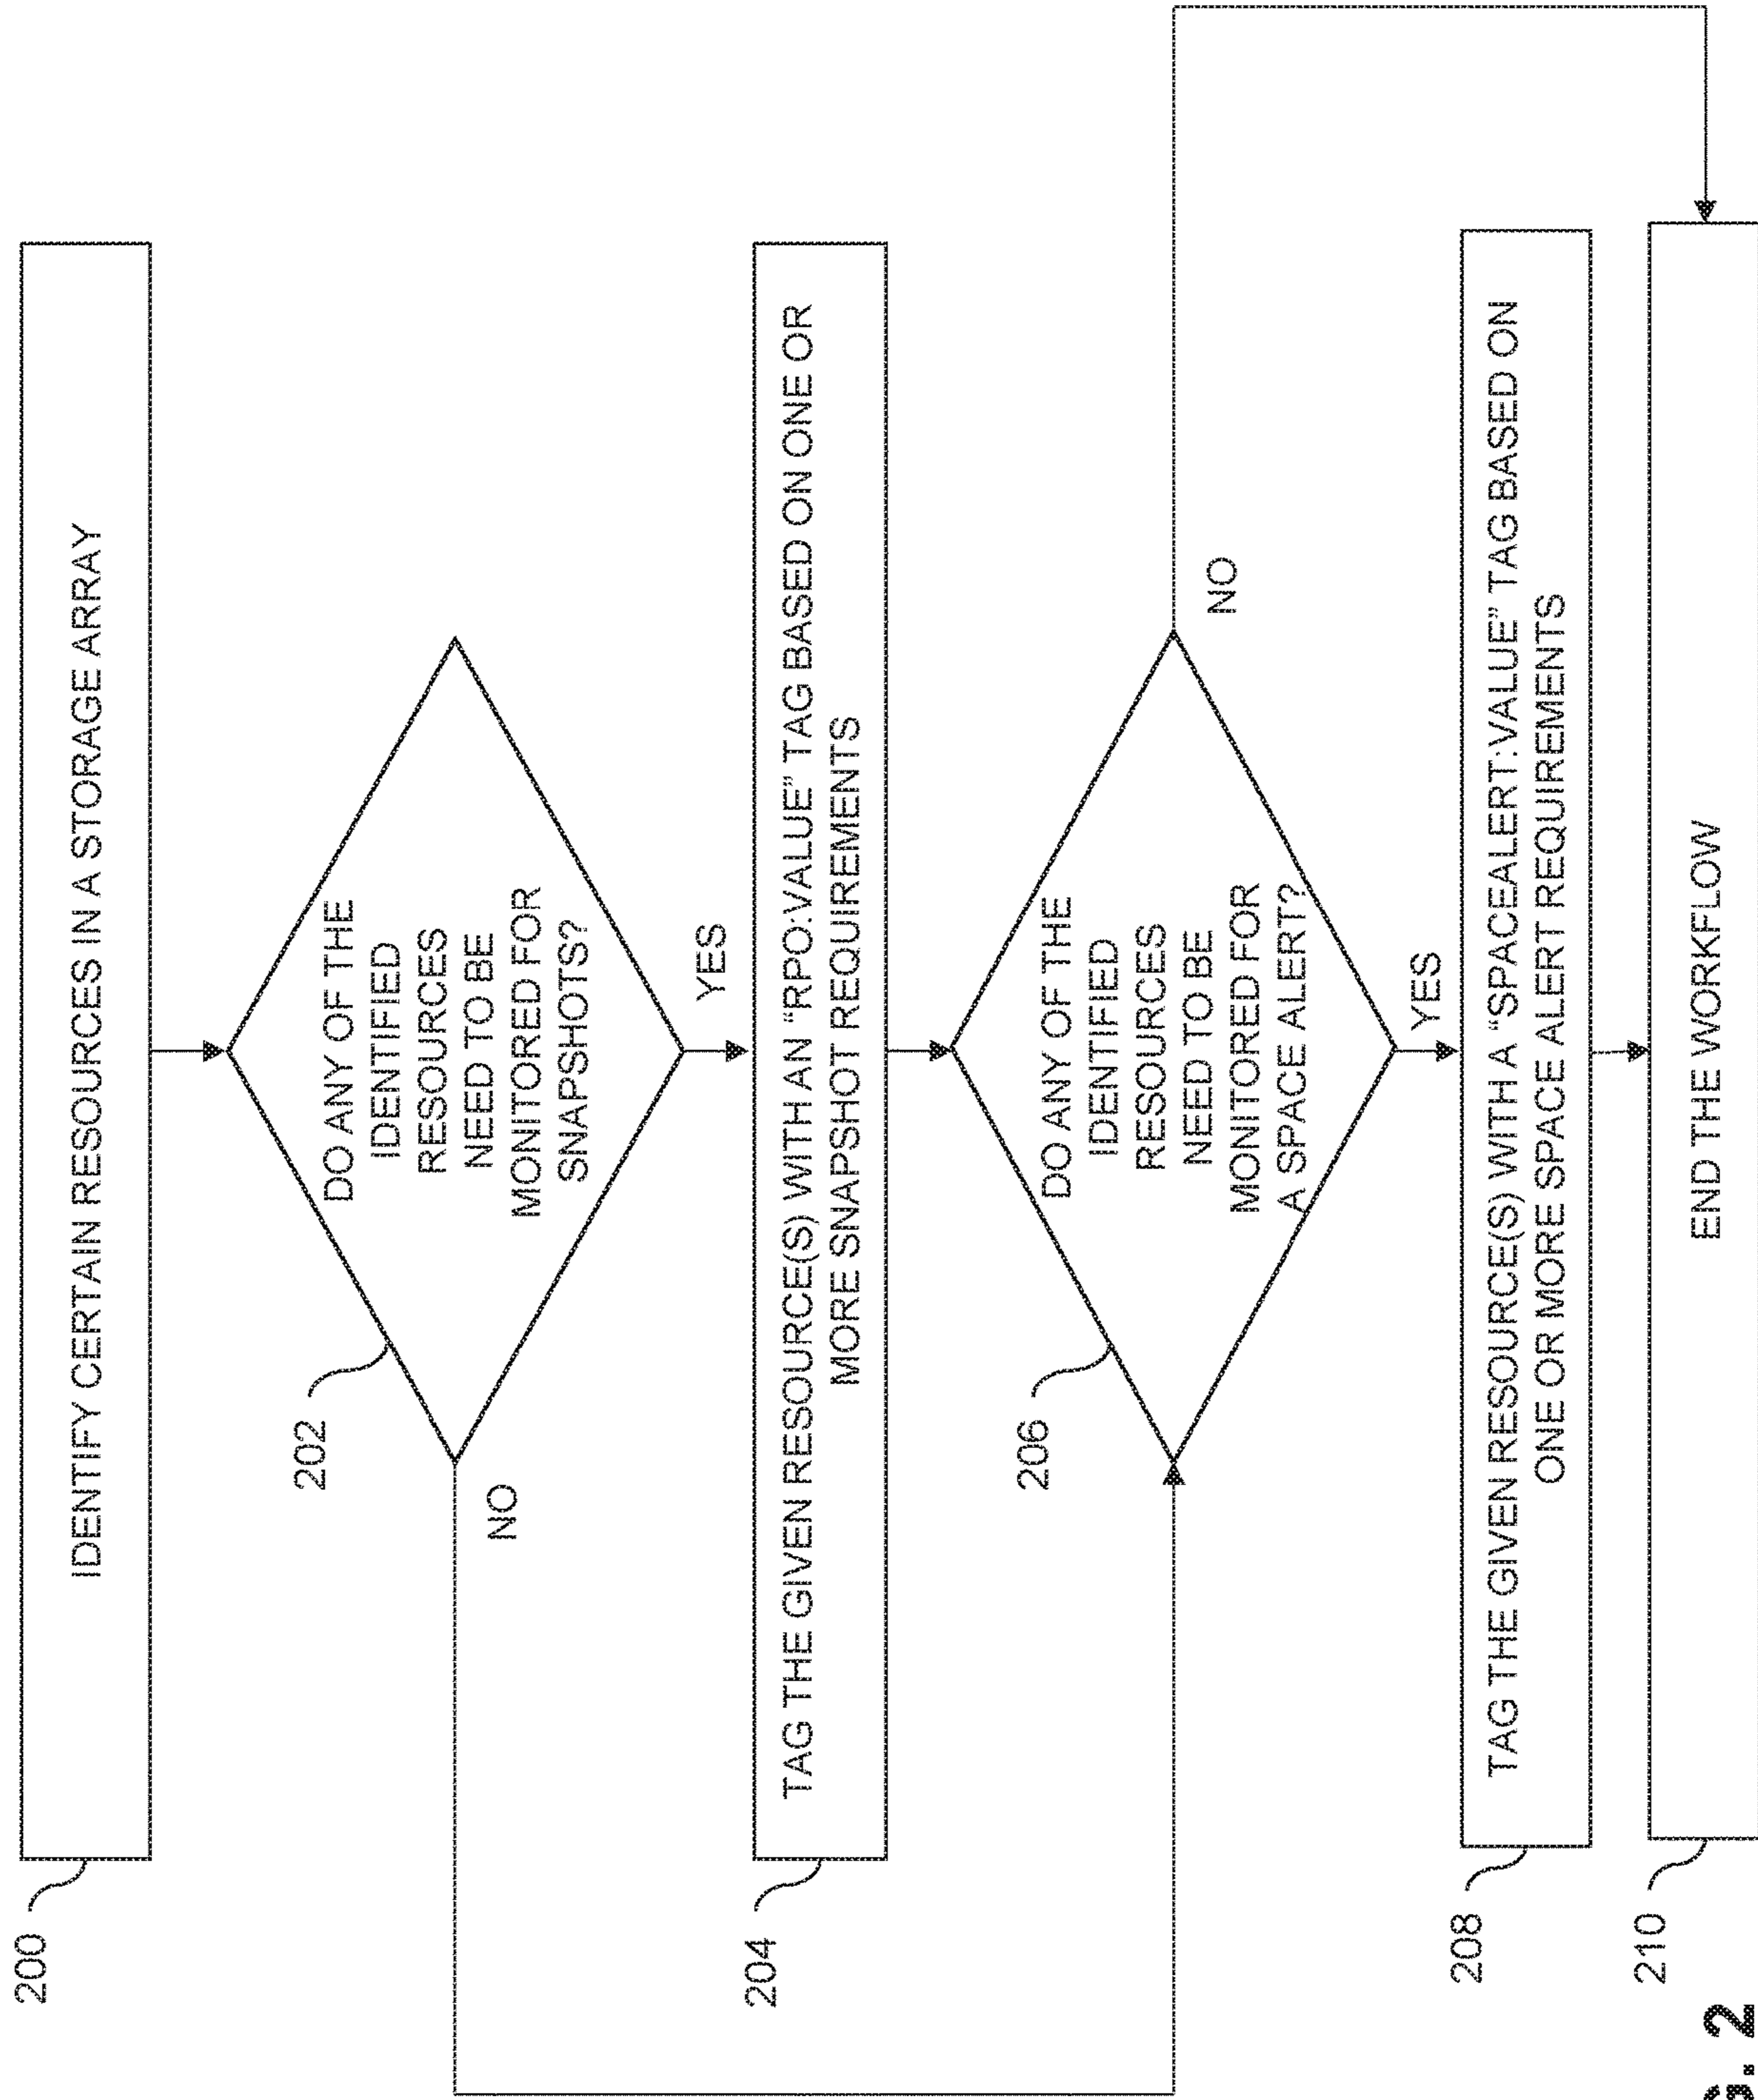 200
IDENTIFY CERTAIN RESOURCES IN A STORAGE ARRAY
202
DO ANY OF THE
IDENTIFIED
RESOURCES
NEED TO BE
MONITORED FOR
SNAPSHOTS?
NO
YES
204
TAG THE GIVEN RESOURCE(S) WITH AN "RPO:VALUE" TAG BASED ON ONE OR
MORE SNAPSHOT REQUIREMENTS
206
DO ANY OF THE
IDENTIFIED
RESOURCES
NEED TO BE
MONITORED FOR
A SPACE ALERT?
NO
YES
208
TAG THE GIVEN RESOURCE(S) WITH A "SPACEALERT:VALUE" TAG BASED ON
ONE OR MORE SPACE ALERT REQUIREMENTS
210
END THE WORKFLOW
2